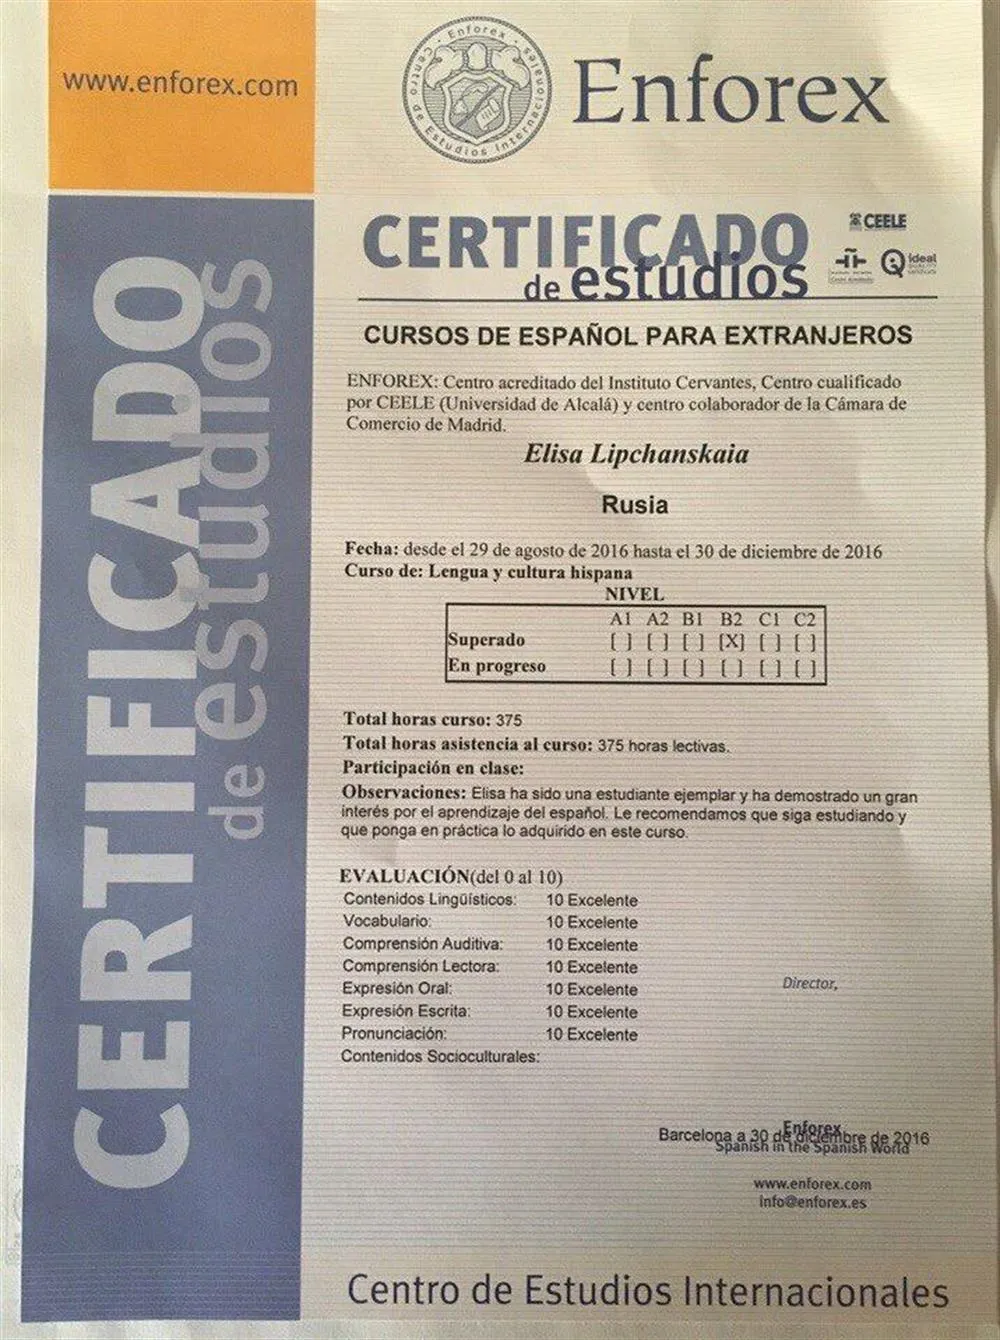 www.enforex.com
Enforex
Centro de Estudios Internacionales
Enforex
CERTIFICADO
de estudios
CERTIFICADO
de estudios
CEELE
ideal
CURSOS DE ESPAÑOL PARA EXTRANJEROS
ENFOREX: Centro acreditado del Instituto Cervantes, Centro cualificado
por CEELE (Universidad de Alcalá) y centro colaborador de la Cámara de
Comercio de Madrid.
Elisa Lipchanskaia
Rusia
Fecha: desde el 29 de agosto de 2016 hasta el 30 de diciembre de 2016
Curso de: Lengua y cultura hispana
NIVEL
A1 A2 B1 B2 C1 C2
Superado [ ] [ ] [ ] [X] [ ] [ ]
En progreso [ ] [ ] [ ] [ ] [ ] [ ]
Total horas curso: 375
Total horas asistencia al curso: 375 horas lectivas.
Participación en clase:
Observaciones: Elisa ha sido una estudiante ejemplar y ha demostrado un gran
interés por el aprendizaje del español. Le recomendamos que siga estudiando y
que ponga en práctica lo adquirido en este curso.
EVALUACIÓN(del 0 al 10)
Contenidos Lingüísticos: 10 Excelente
Vocabulario: 10 Excelente
Comprensión Auditiva: 10 Excelente
Comprensión Lectora: 10 Excelente
Expresión Oral: 10 Excelente
Expresión Escrita: 10 Excelente
Pronunciación: 10 Excelente
Contenidos Socioculturales:
Director,
Enforex
Barcelona a 30 de diciembre de 2016
Spanish in the Spanish World
www.enforex.com
info@enforex.es
Centro de Estudios Internacionales